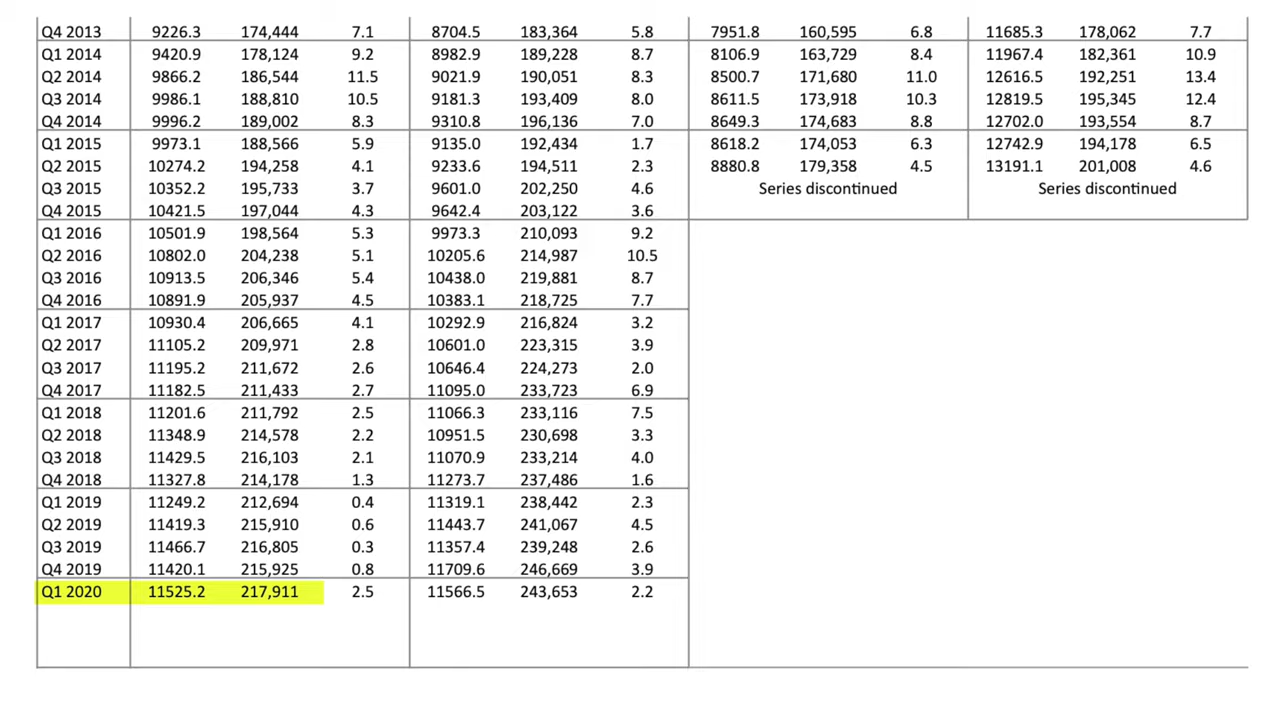 Q4 2013 9226.3 174,444 7.1 8704.5 183,364 5.8 7951.8 160,595 6.8 11685.3 178,062 7.7
Q1 2014 9420.9 178,124 9.2 8982.9 189,228 8.7 8106.9 163,729 8.4 11967.4 182,361 10.9
Q2 2014 9866.2 186,544 11.5 9021.9 190,051 8.3 8500.7 171,680 11.0 12616.5 192,251 13.4
Q3 2014 9986.1 188,810 10.5 9181.3 193,409 8.0 8611.5 173,918 10.3 12819.5 195,345 12.4
Q4 2014 9996.2 189,002 8.3 9310.8 196,136 7.0 8649.3 174,683 8.8 12702.0 193,554 8.7
Q1 2015 9973.1 188,566 5.9 9135.0 192,434 1.7 8618.2 174,053 6.3 12742.9 194,178 6.5
Q2 2015 10274.2 194,258 4.1 9233.6 194,511 2.3 8880.8 179,358 4.5 13191.1 201,008 4.6
Q3 2015 10352.2 195,733 3.7 9601.0 202,250 4.6 Series discontinued Series discontinued
Q4 2015 10421.5 197,044 4.3 9642.4 203,122 3.6
Q1 2016 10501.9 198,564 5.3 9973.3 210,093 9.2
Q2 2016 10802.0 204,238 5.1 10205.6 214,987 10.5
Q3 2016 10913.5 206,346 5.4 10438.0 219,881 8.7
Q4 2016 10891.9 205,937 4.5 10383.1 218,725 7.7
Q1 2017 10930.4 206,665 4.1 10292.9 216,824 3.2
Q2 2017 11105.2 209,971 2.8 10601.0 223,315 3.9
Q3 2017 11195.2 211,672 2.6 10646.4 224,273 2.0
Q4 2017 11182.5 211,433 2.7 11095.0 233,723 6.9
Q1 2018 11201.6 211,792 2.5 11066.3 233,116 7.5
Q2 2018 11348.9 214,578 2.2 10951.5 230,698 3.3
Q3 2018 11429.5 216,103 2.1 11070.9 233,214 4.0
Q4 2018 11327.8 214,178 1.3 11273.7 237,486 1.6
Q1 2019 11249.2 212,694 0.4 11319.1 238,442 2.3
Q2 2019 11419.3 215,910 0.6 11443.7 241,067 4.5
Q3 2019 11466.7 216,805 0.3 11357.4 239,248 2.6
Q4 2019 11420.1 215,925 0.8 11709.6 246,669 3.9
Q1 2020 11525.2 217,911 2.5 11566.5 243,653 2.2